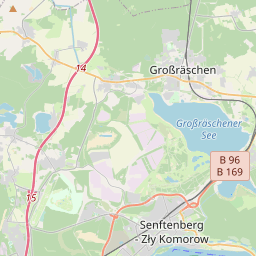 14
Großräschen
Großräschener
See
B 96
B 169
15
Senftenberg
- Zły Komorow